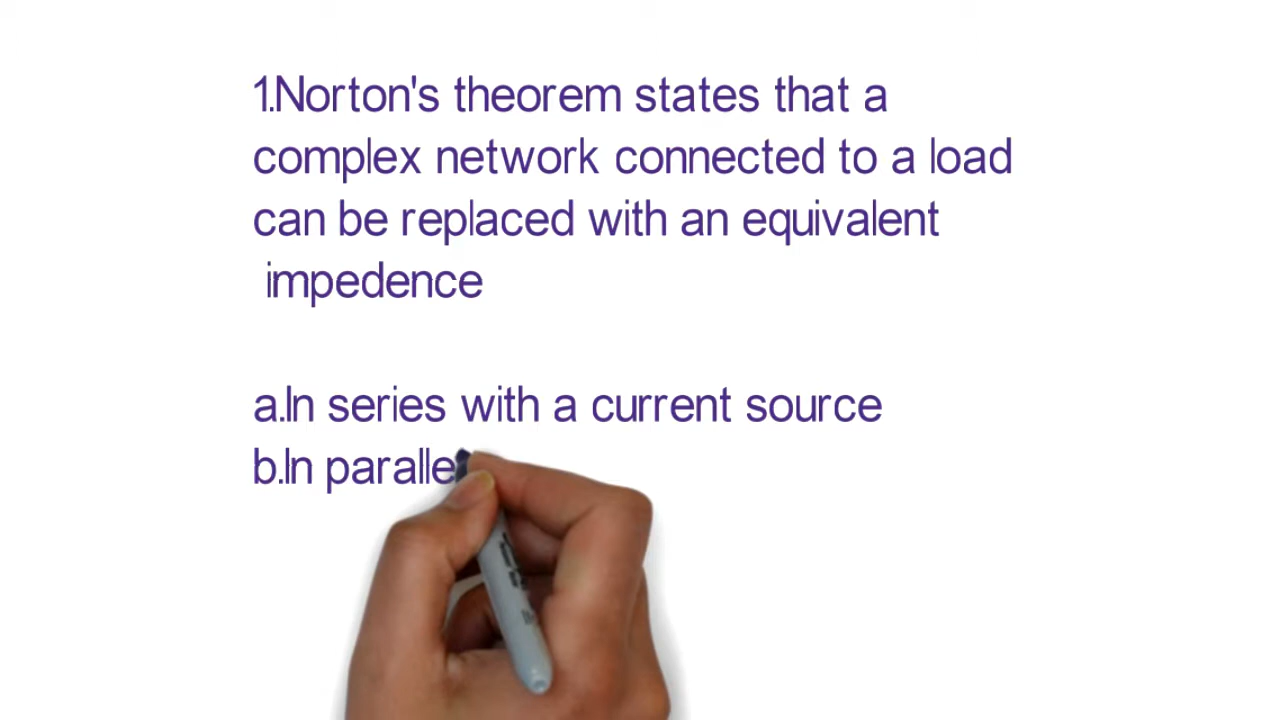 1.Norton's theorem states that a
complex network connected to a load
can be replaced with an equivalent
impedence
a.In series with a current source
b.In paralle